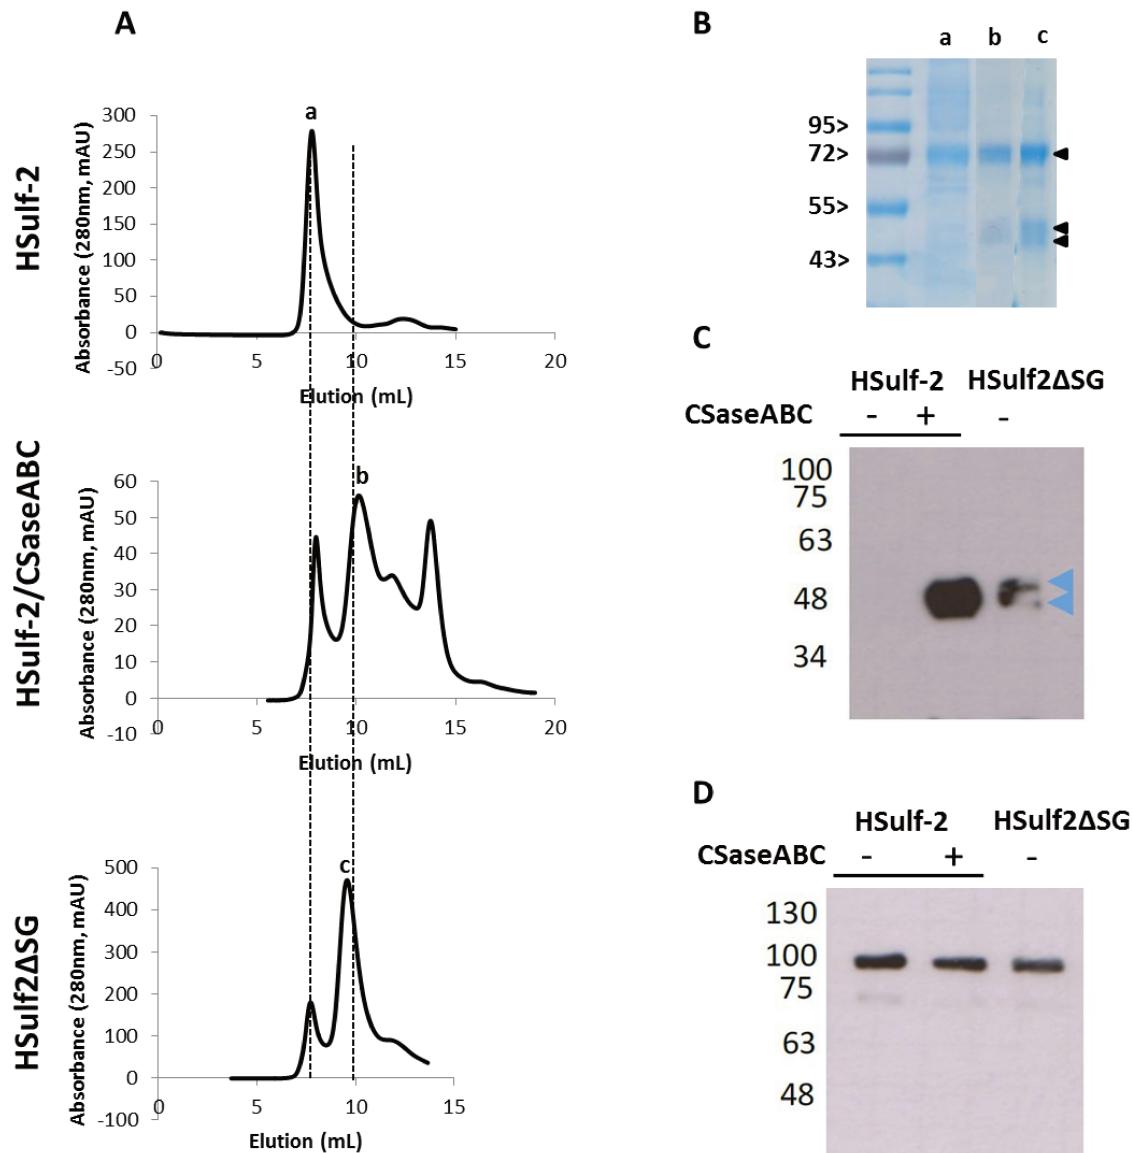 A
HSulf-2
Absorbance (280nm, mAU)
300
250
200
150
100
50
0
-50
a
0
5
10
15
20
Elution (mL)
HSulf-2/CSaseABC
Absorbance (280nm, mAU)
60
50
40
30
20
10
0
-10
b
0
5
10
15
20
Elution (mL)
HSulf2ΔSG
Absorbance (280nm, mAU)
500
400
300
200
100
0
-100
c
0
5
10
15
Elution (mL)
B
a b c
95>
72>
55>
43>
C
HSulf-2 HSulf2ΔSG
CSaseABC - + -
100
75
63
48
34
D
HSulf-2 HSulf2ΔSG
CSaseABC - + -
130
100
75
63
48